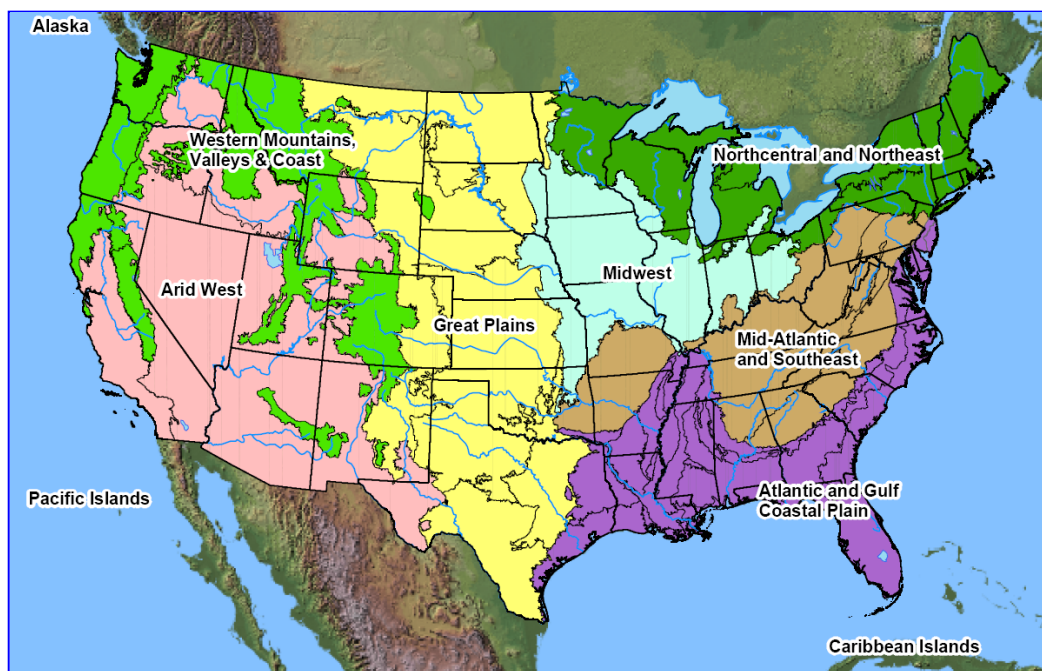 Alaska
Western Mountains,
Valleys & Coast
Northcentral and Northeast
Arid West
Midwest
Great Plains
Mid-Atlantic
and Southeast
Pacific Islands
Atlantic and Gulf
Coastal Plain
Caribbean Islands